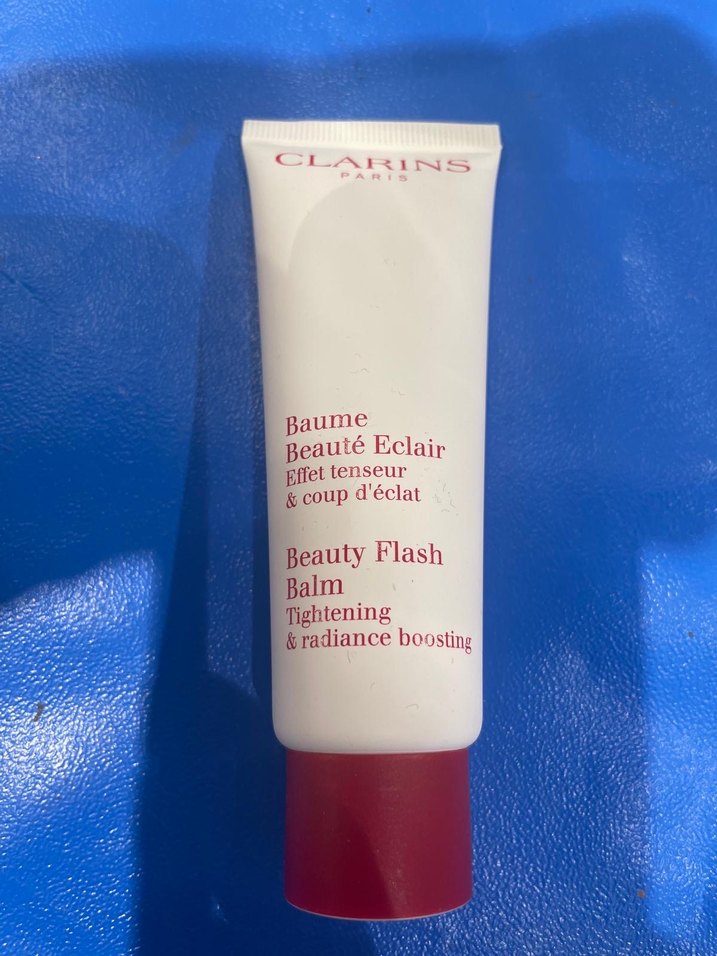 CLARINS
PARIS
Baume
Beauté Eclair
Effet tenseur
& coup d'éclat
Beauty Flash
Balm
Tightening
& radiance boosting